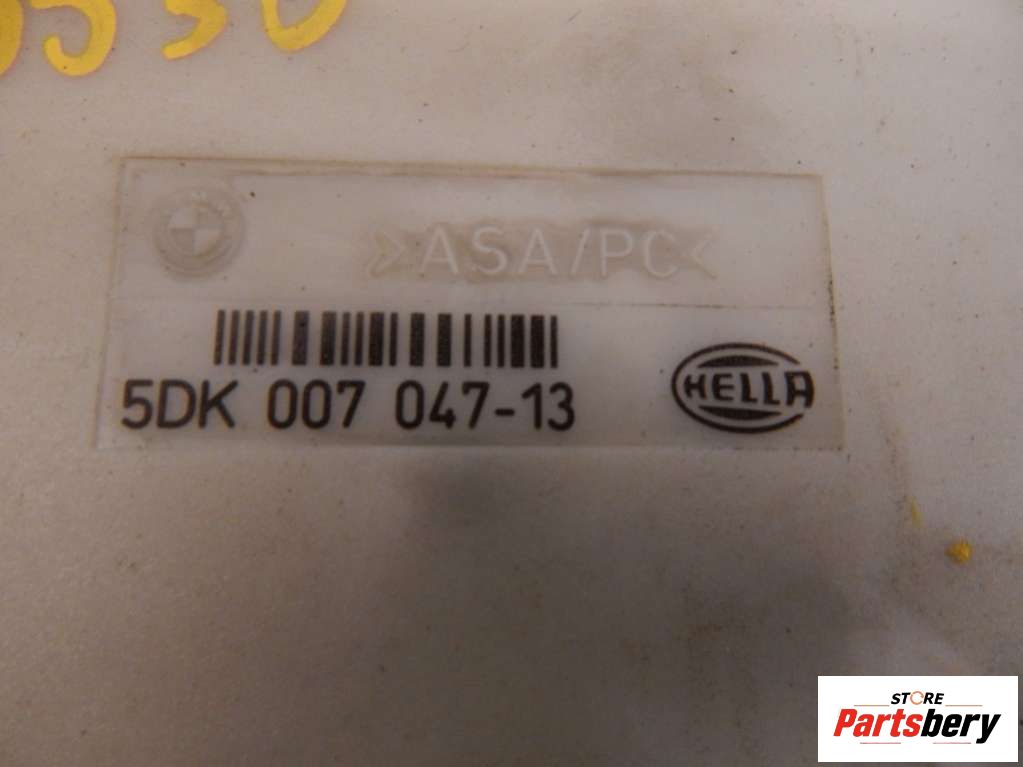 >ASA/PC<
5DK 007 047-13
HELLA
STORE
Partsbery